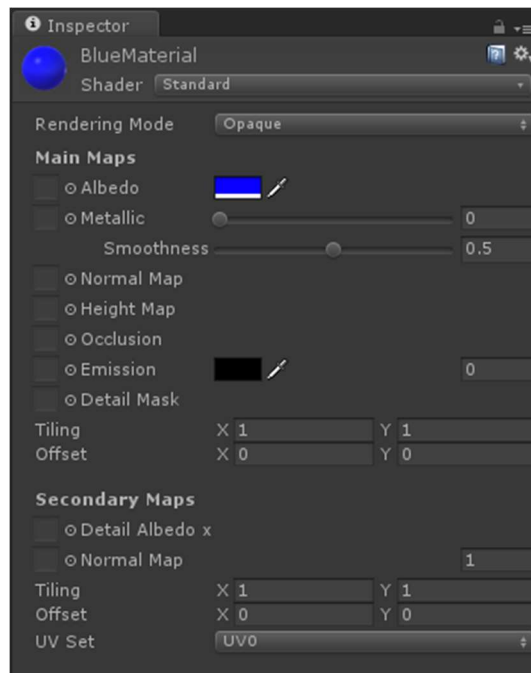 Inspector
BlueMaterial
Shader Standard
Rendering Mode Opaque
Main Maps
Albedo
Metallic 0
Smoothness 0.5
Normal Map
Height Map
Occlusion
Emission 0
Detail Mask
Tiling X 1 Y 1
Offset X 0 Y 0
Secondary Maps
Detail Albedo x
Normal Map 1
Tiling X 1 Y 1
Offset X 0 Y 0
UV Set UV0